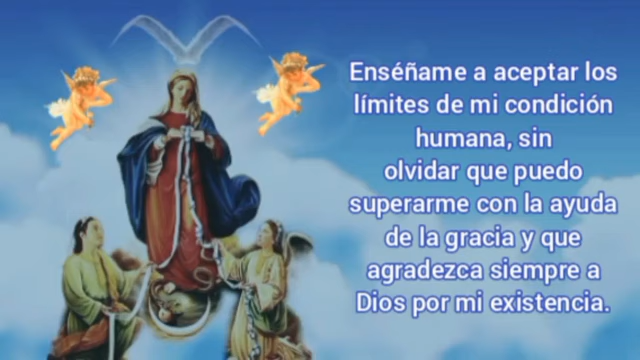 Enséñame a aceptar los
límites de mi condición
humana, sin
olvidar que puedo
superarme con la ayuda
de la gracia y que
agradezca siempre a
Dios por mi existencia.